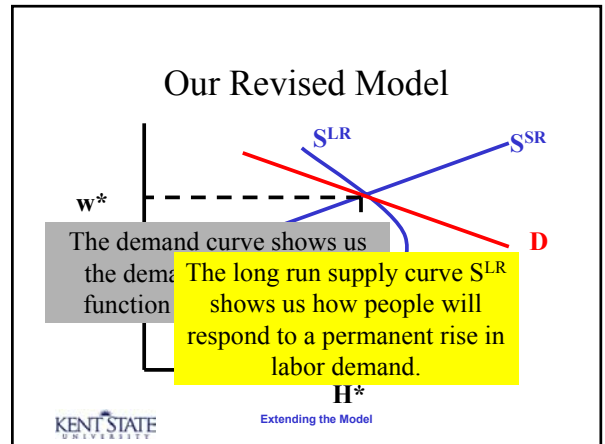 Our Revised Model
S^LR
S^SR
w*
D
The demand curve shows us
the dema
function
The long run supply curve S^LR
shows us how people will
respond to a permanent rise in
labor demand.
H*
KENT STATE
UNIVERSITY
Extending the Model